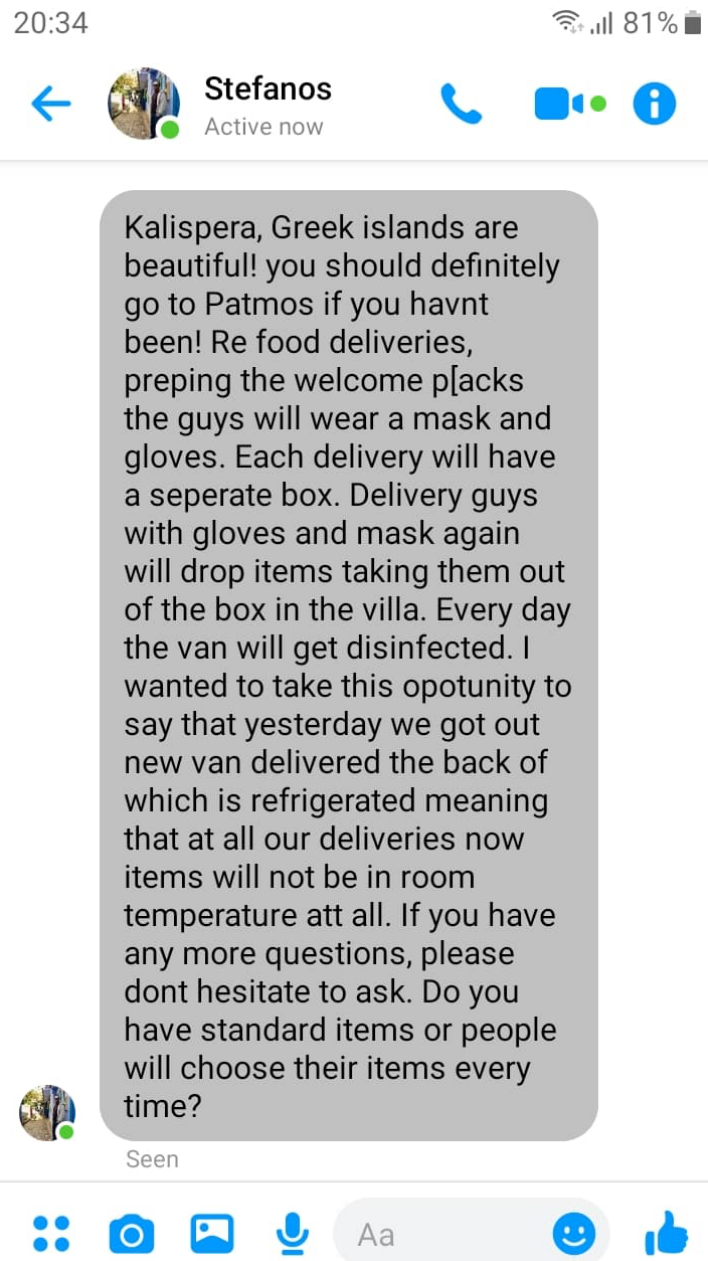 20:34 81%
Stefanos
Active now
Kalispera, Greek islands are
beautiful! you should definitely
go to Patmos if you havnt
been! Re food deliveries,
preping the welcome p[acks
the guys will wear a mask and
gloves. Each delivery will have
a seperate box. Delivery guys
with gloves and mask again
will drop items taking them out
of the box in the villa. Every day
the van will get disinfected. I
wanted to take this opotunity to
say that yesterday we got out
new van delivered the back of
which is refrigerated meaning
that at all our deliveries now
items will not be in room
temperature att all. If you have
any more questions, please
dont hesitate to ask. Do you
have standard items or people
will choose their items every
time?
Seen
Aa